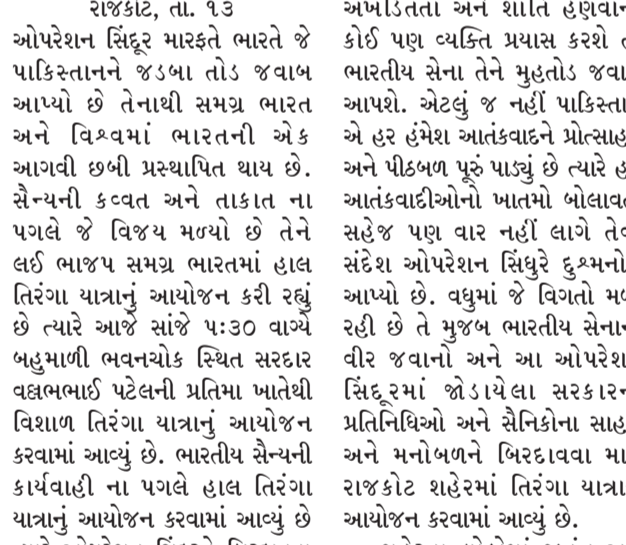 રાજકોટ, તા. ૧૩
ઓપરેશન સિંદૂર મારફતે ભારતે જે
પાકિસ્તાનને જડબા તોડ જવાબ
આપ્યો છે તેનાથી સમગ્ર ભારત
અને વિશ્વમાં ભારતની એક
આગવી છબી પ્રસ્થાપિત થાય છે.
સૈન્યની કવ્વત અને તાકાત ના
પગલે જે વિજય મળ્યો છે તેને
લઈ ભાજપ સમગ્ર ભારતમાં હાલ
તિરંગા યાત્રાનું આયોજન કરી રહ્યું
છે ત્યારે આજે સાંજે ૫:૩૦ વાગ્યે
બહુમાળી ભવનચોક સ્થિત સરદાર
વલ્લભભાઈ પટેલની પ્રતિમા ખાતેથી
વિશાળ તિરંગા યાત્રાનું આયોજન
કરવામાં આવ્યું છે. ભારતીય સૈન્યની
કાર્યવાહી ના પગલે હાલ તિરંગા
યાત્રાનું આયોજન કરવામાં આવ્યું છે
અખંડિતતા અને શાંતિ
કોઈ પણ વ્યક્તિ પ્રયાસ કરશે
ભારતીય સેના તેને મુહતોડ જવા
આપશે. એટલું જ નહીં પાકિસ્તા
એ હર હંમેશ આતંકવાદને પ્રોત્સાહ
અને પીઠબળ પૂરું પાડ્યું છે ત્યારે હ
આતંકવાદીઓનો ખાતમો બોલાવ
સહેજ પણ વાર નહીં લાગે તે
સંદેશ ઓપરેશન સિંધુરે દુશ્મનો
આપ્યો છે. વધુમાં જે વિગતો મ
રહી છે તે મુજબ ભારતીય સેના
વીર જવાનો અને આ ઓપરેશ
સિંદૂરમાં જોડાયેલા સરકાર
પ્રતિનિધિઓ અને સૈનિકોના સાહ
અને મનોબળને બિરદાવવા મા
રાજકોટ શહેરમાં તિરંગા યાત્રા
આયોજન કરવામાં આવ્યું છે.